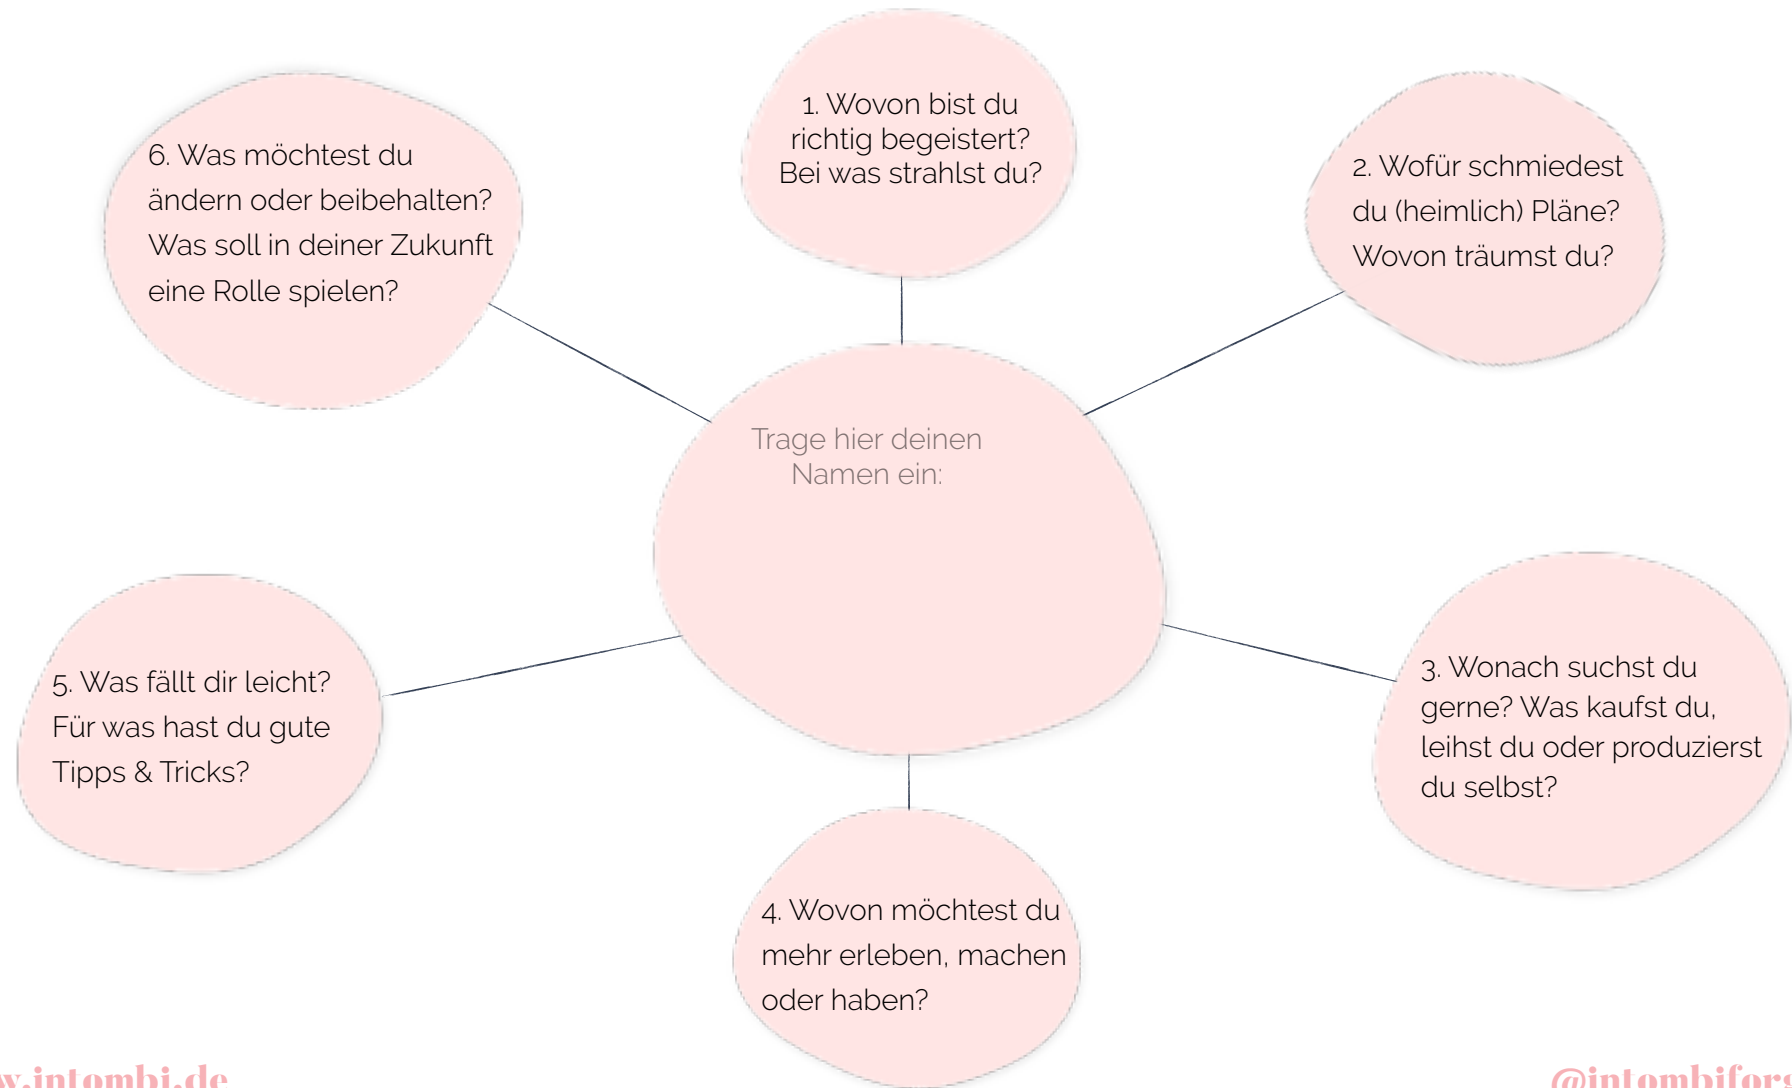 1. Wovon bist du
richtig begeistert?
Bei was strahlst du?
2. Wofür schmiedest
du (heimlich) Pläne?
Wovon träumst du?
3. Wonach suchst du
gerne? Was kaufst du,
leihst du oder produzierst
du selbst?
4. Wovon möchtest du
mehr erleben, machen
oder haben?
5. Was fällt dir leicht?
Für was hast du gute
Tipps & Tricks?
6. Was möchtest du
ändern oder beibehalten?
Was soll in deiner Zukunft
eine Rolle spielen?
Trage hier deinen
Namen ein:
w.intombi.de
@intombifors